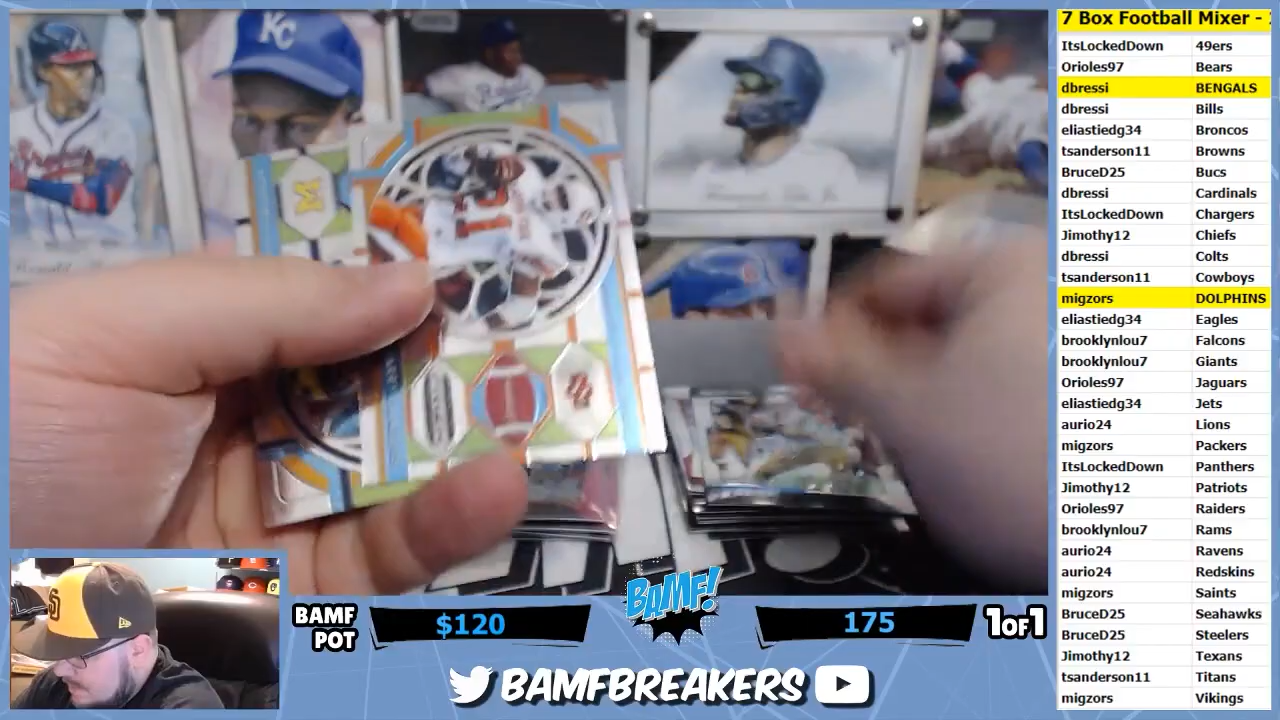 7 Box Football Mixer -
ItsLockedDown 49ers
Orioles97 Bears
dbressi BENGALS
dbressi Bills
eliastiedg34 Broncos
tsanderson11 Browns
BruceD25 Bucs
dbressi Cardinals
ItsLockedDown Chargers
Jimothy12 Chiefs
dbressi Colts
tsanderson11 Cowboys
migzors DOLPHINS
eliastiedg34 Eagles
brooklynlou7 Falcons
brooklynlou7 Giants
Orioles97 Jaguars
eliastiedg34 Jets
aurio24 Lions
migzors Packers
ItsLockedDown Panthers
Jimothy12 Patriots
Orioles97 Raiders
brooklynlou7 Rams
aurio24 Ravens
aurio24 Redskins
migzors Saints
BruceD25 Seahawks
BruceD25 Steelers
Jimothy12 Texans
tsanderson11 Titans
migzors Vikings
KC
M
BAMF POT $120
BAMF!
175 1OF1
BAMFBREAKERS